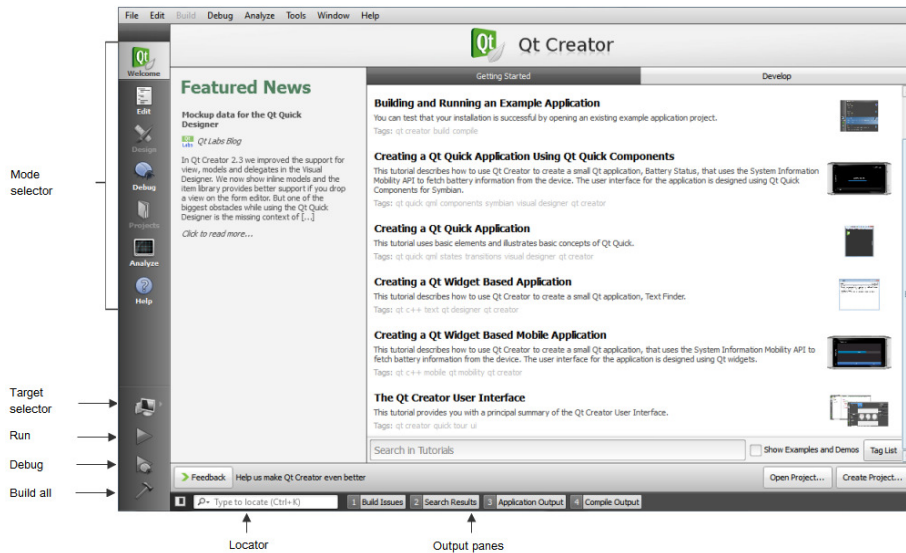 File Edit Build Debug Analyze Tools Window Help
Qt Qt Creator
Mode
selector
Target
selector
Run
Debug
Build all
Qt
Welcome
Edit
Design
Debug
Projects
Analyze
Help
Featured News
Mockup data for the Qt Quick
Designer
Qt Labs Qt Labs Blog
In Qt Creator 2.3 we improved the support for
view, models and delegates in the Visual
Designer. We now show inline models and the
item library provides better support if you drop
a view on the form editor. But one of the
biggest obstacles while using the Qt Quick
Designer is the missing context of [...]
Click to read more...
Getting Started Develop
Building and Running an Example Application
You can test that your installation is successful by opening an existing example application project.
Tags: qt creator build compile
Creating a Qt Quick Application Using Qt Quick Components
This tutorial describes how to use Qt Creator to create a small Qt application, Battery Status, that uses the System Information
Mobility API to fetch battery information from the device. The user interface for the application is designed using Qt Quick
Components for Symbian.
Tags: qt quick qml components symbian visual designer qt creator
Creating a Qt Quick Application
This tutorial uses basic elements and illustrates basic concepts of Qt Quick.
Tags: qt quick qml states transitions visual designer qt creator
Creating a Qt Widget Based Application
This tutorial describes how to use Qt Creator to create a small Qt application, Text Finder.
Tags: qt c++ text qt designer qt creator
Creating a Qt Widget Based Mobile Application
This tutorial describes how to use Qt Creator to create a small Qt application, that uses the System Information Mobility API to
fetch battery information from the device. The user interface for the application is designed using Qt widgets.
Tags: qt c++ mobile qt mobility qt creator
The Qt Creator User Interface
This tutorial provides you with a principal summary of the Qt Creator User Interface.
Tags: qt creator quick tour ui
Search in Tutorials Show Examples and Demos Tag List
Feedback Help us make Qt Creator even better Open Project... Create Project...
Type to locate (Ctrl+K) 1 Build Issues 2 Search Results 3 Application Output 4 Compile Output
Locator Output panes